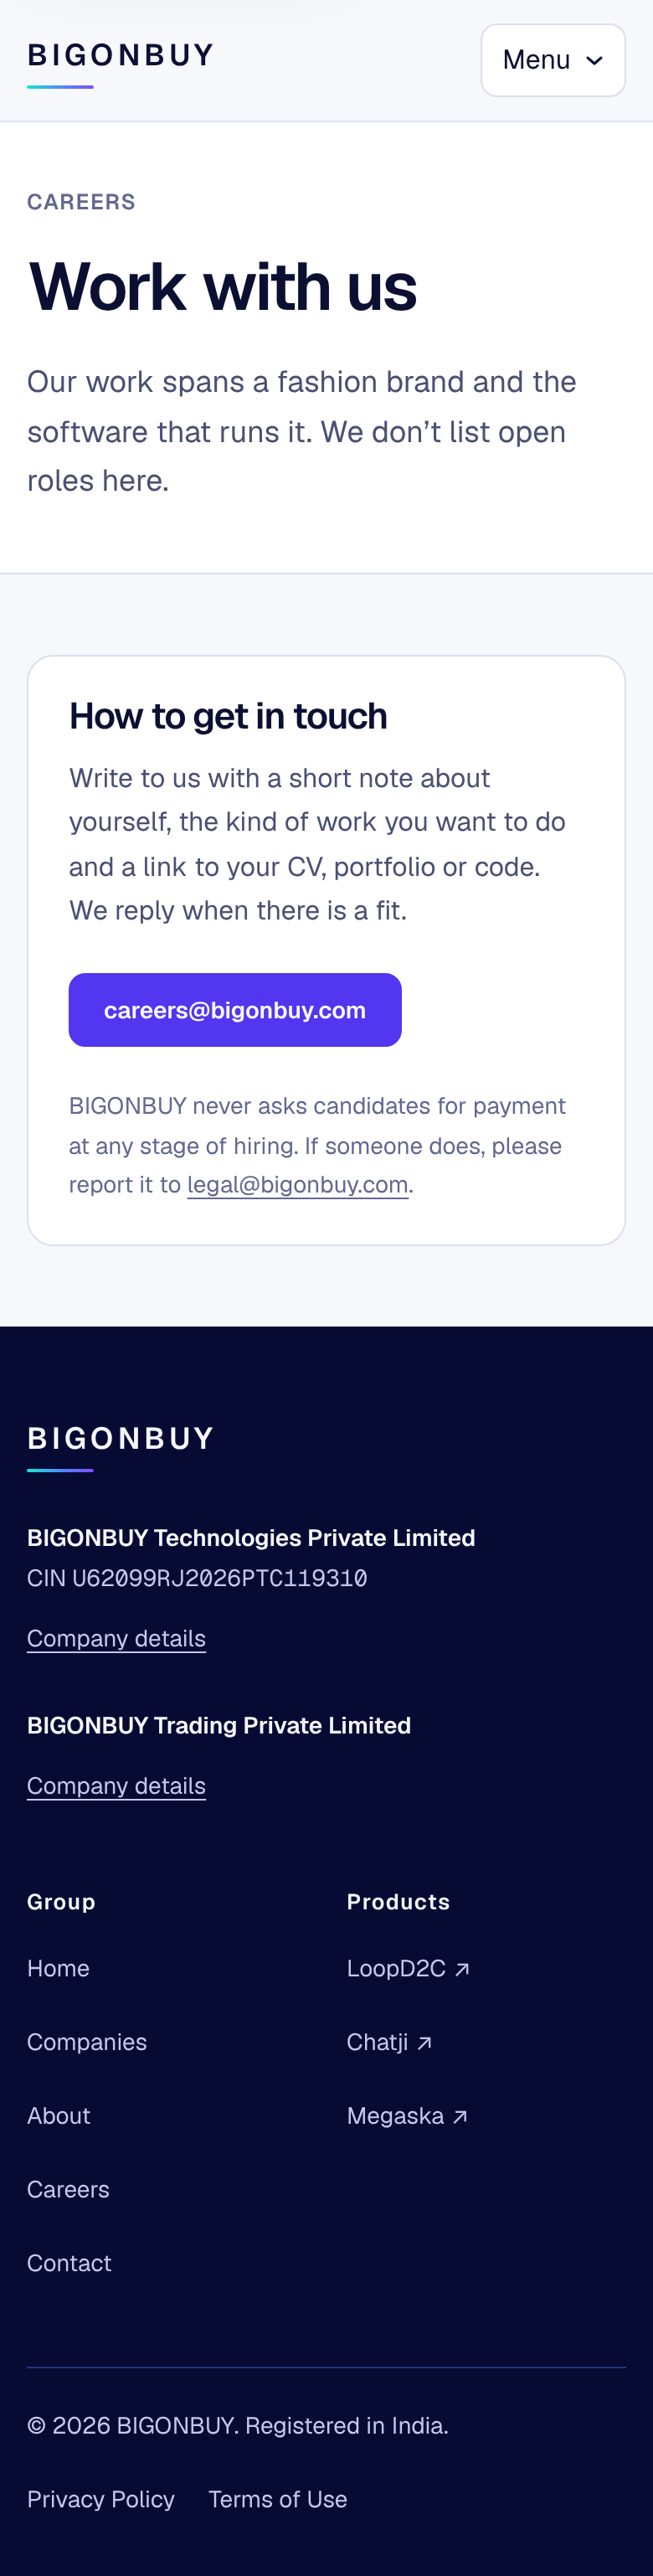 BIGONBUY
Menu
CAREERS
Work with us
Our work spans a fashion brand and the
software that runs it. We don’t list open
roles here.
How to get in touch
Write to us with a short note about
yourself, the kind of work you want to do
and a link to your CV, portfolio or code.
We reply when there is a fit.
careers@bigonbuy.com
BIGONBUY never asks candidates for payment
at any stage of hiring. If someone does, please
report it to legal@bigonbuy.com.
BIGONBUY
BIGONBUY Technologies Private Limited
CIN U62099RJ2026PTC119310
Company details
BIGONBUY Trading Private Limited
Company details
Group
Home
Companies
About
Careers
Contact
Products
LoopD2C ↗
Chatji ↗
Megaska ↗
© 2026 BIGONBUY. Registered in India.
Privacy Policy Terms of Use